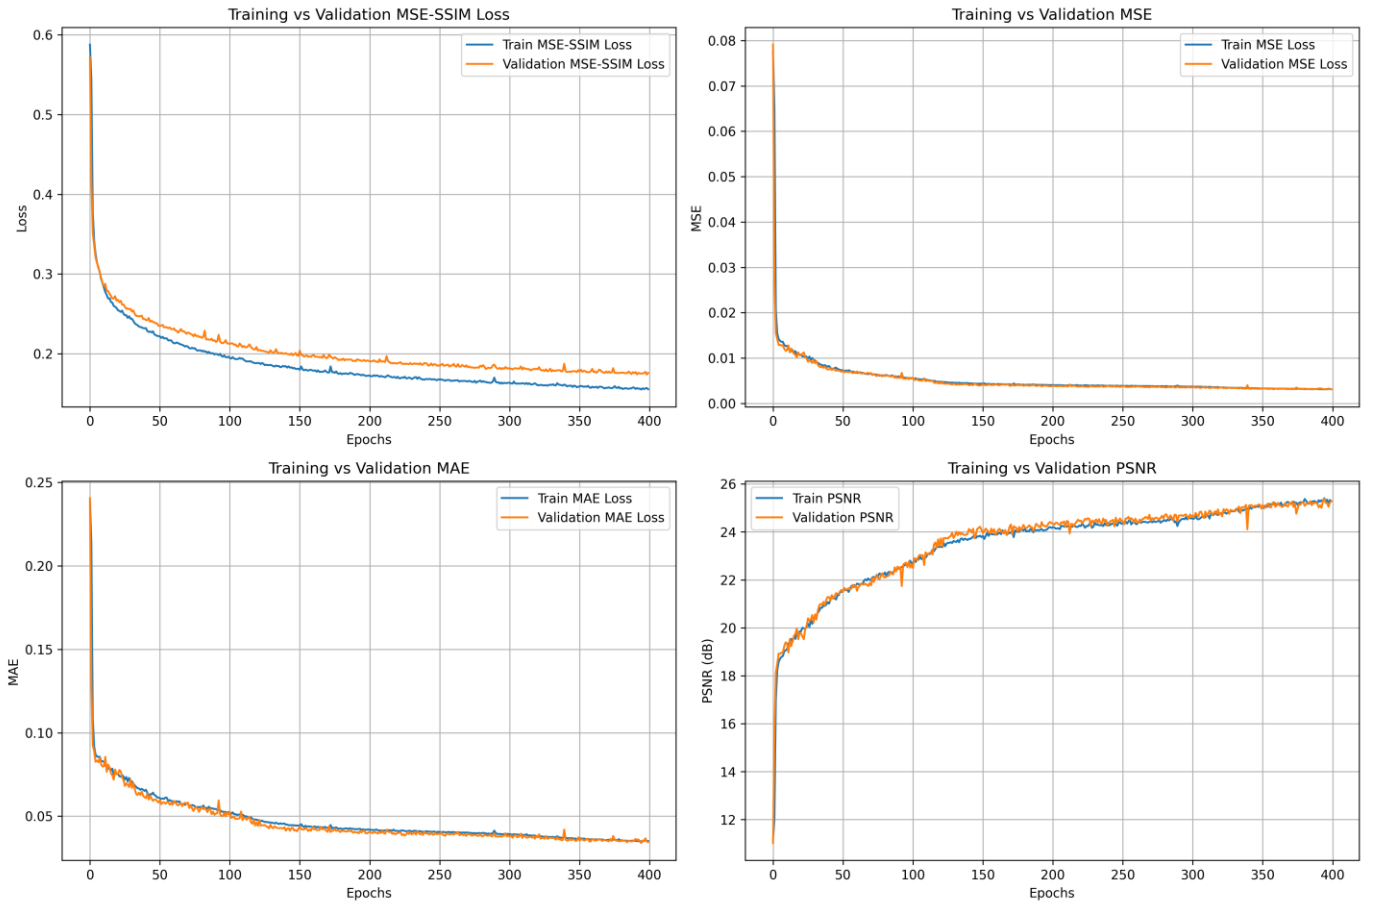 Training vs Validation MSE-SSIM Loss
0.6
0.5
0.4
0.3
0.2
Loss
Train MSE-SSIM Loss
Validation MSE-SSIM Loss
0 50 100 150 200 250 300 350 400
Epochs
Training vs Validation MSE
0.08
0.07
0.06
0.05
0.04
0.03
0.02
0.01
0.00
MSE
Train MSE Loss
Validation MSE Loss
0 50 100 150 200 250 300 350 400
Epochs
Training vs Validation MAE
0.25
0.20
0.15
0.10
0.05
MAE
Train MAE Loss
Validation MAE Loss
0 50 100 150 200 250 300 350 400
Epochs
Training vs Validation PSNR
26
24
22
20
18
16
14
12
PSNR (dB)
Train PSNR
Validation PSNR
0 50 100 150 200 250 300 350 400
Epochs